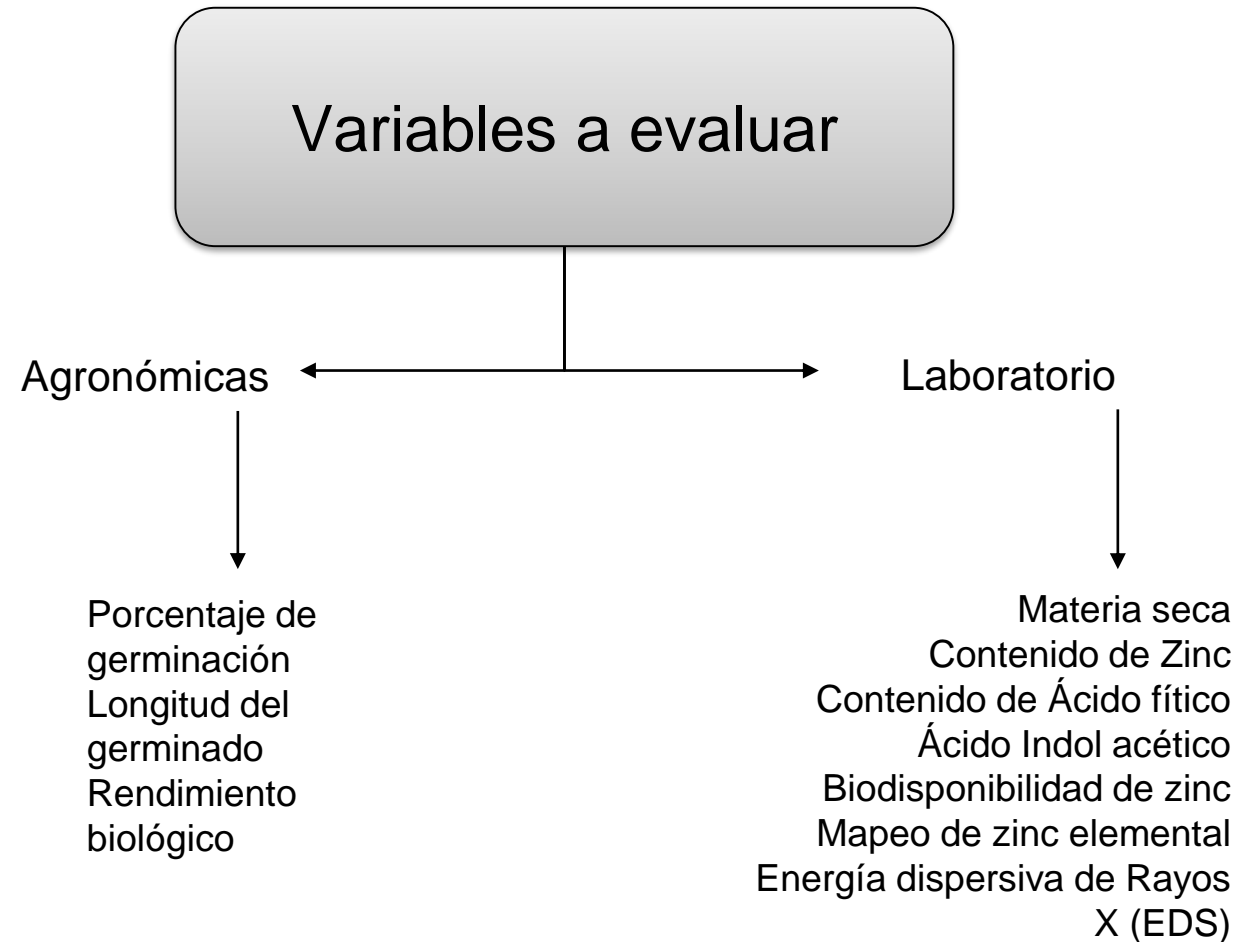 Variables a evaluar
Agronómicas
Laboratorio
Porcentaje de
germinación
Longitud del
germinado
Rendimiento
biológico
Materia seca
Contenido de Zinc
Contenido de Ácido fítico
Ácido Indol acético
Biodisponibilidad de zinc
Mapeo de zinc elemental
Energía dispersiva de Rayos
X (EDS)